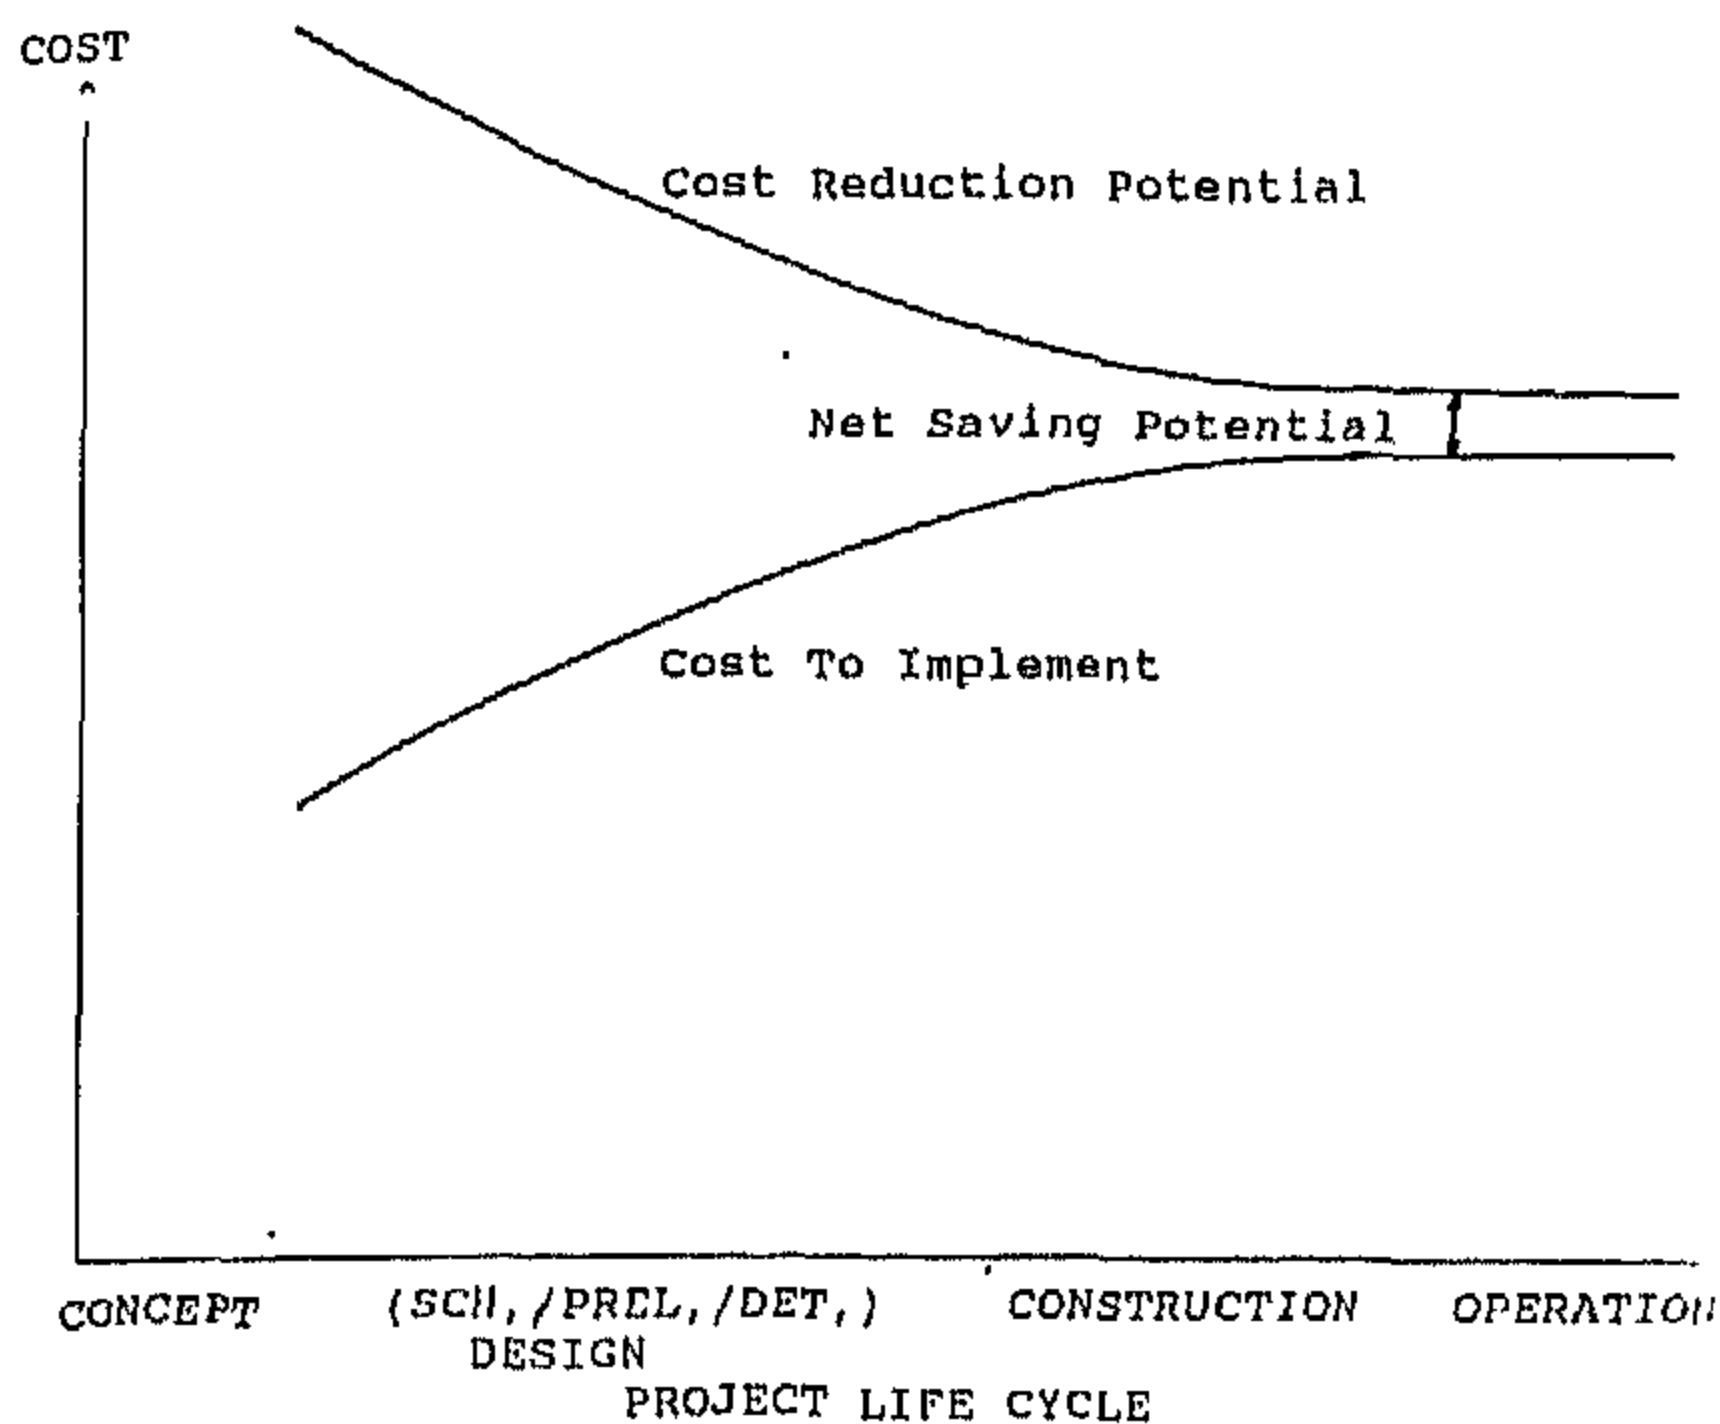 COST
Cost Reduction Potential
Net Saving Potential
Cost To Implement
CONCEPT (SCH,/PREL,/DET,) CONSTRUCTION OPERATION
DESIGN
PROJECT LIFE CYCLE